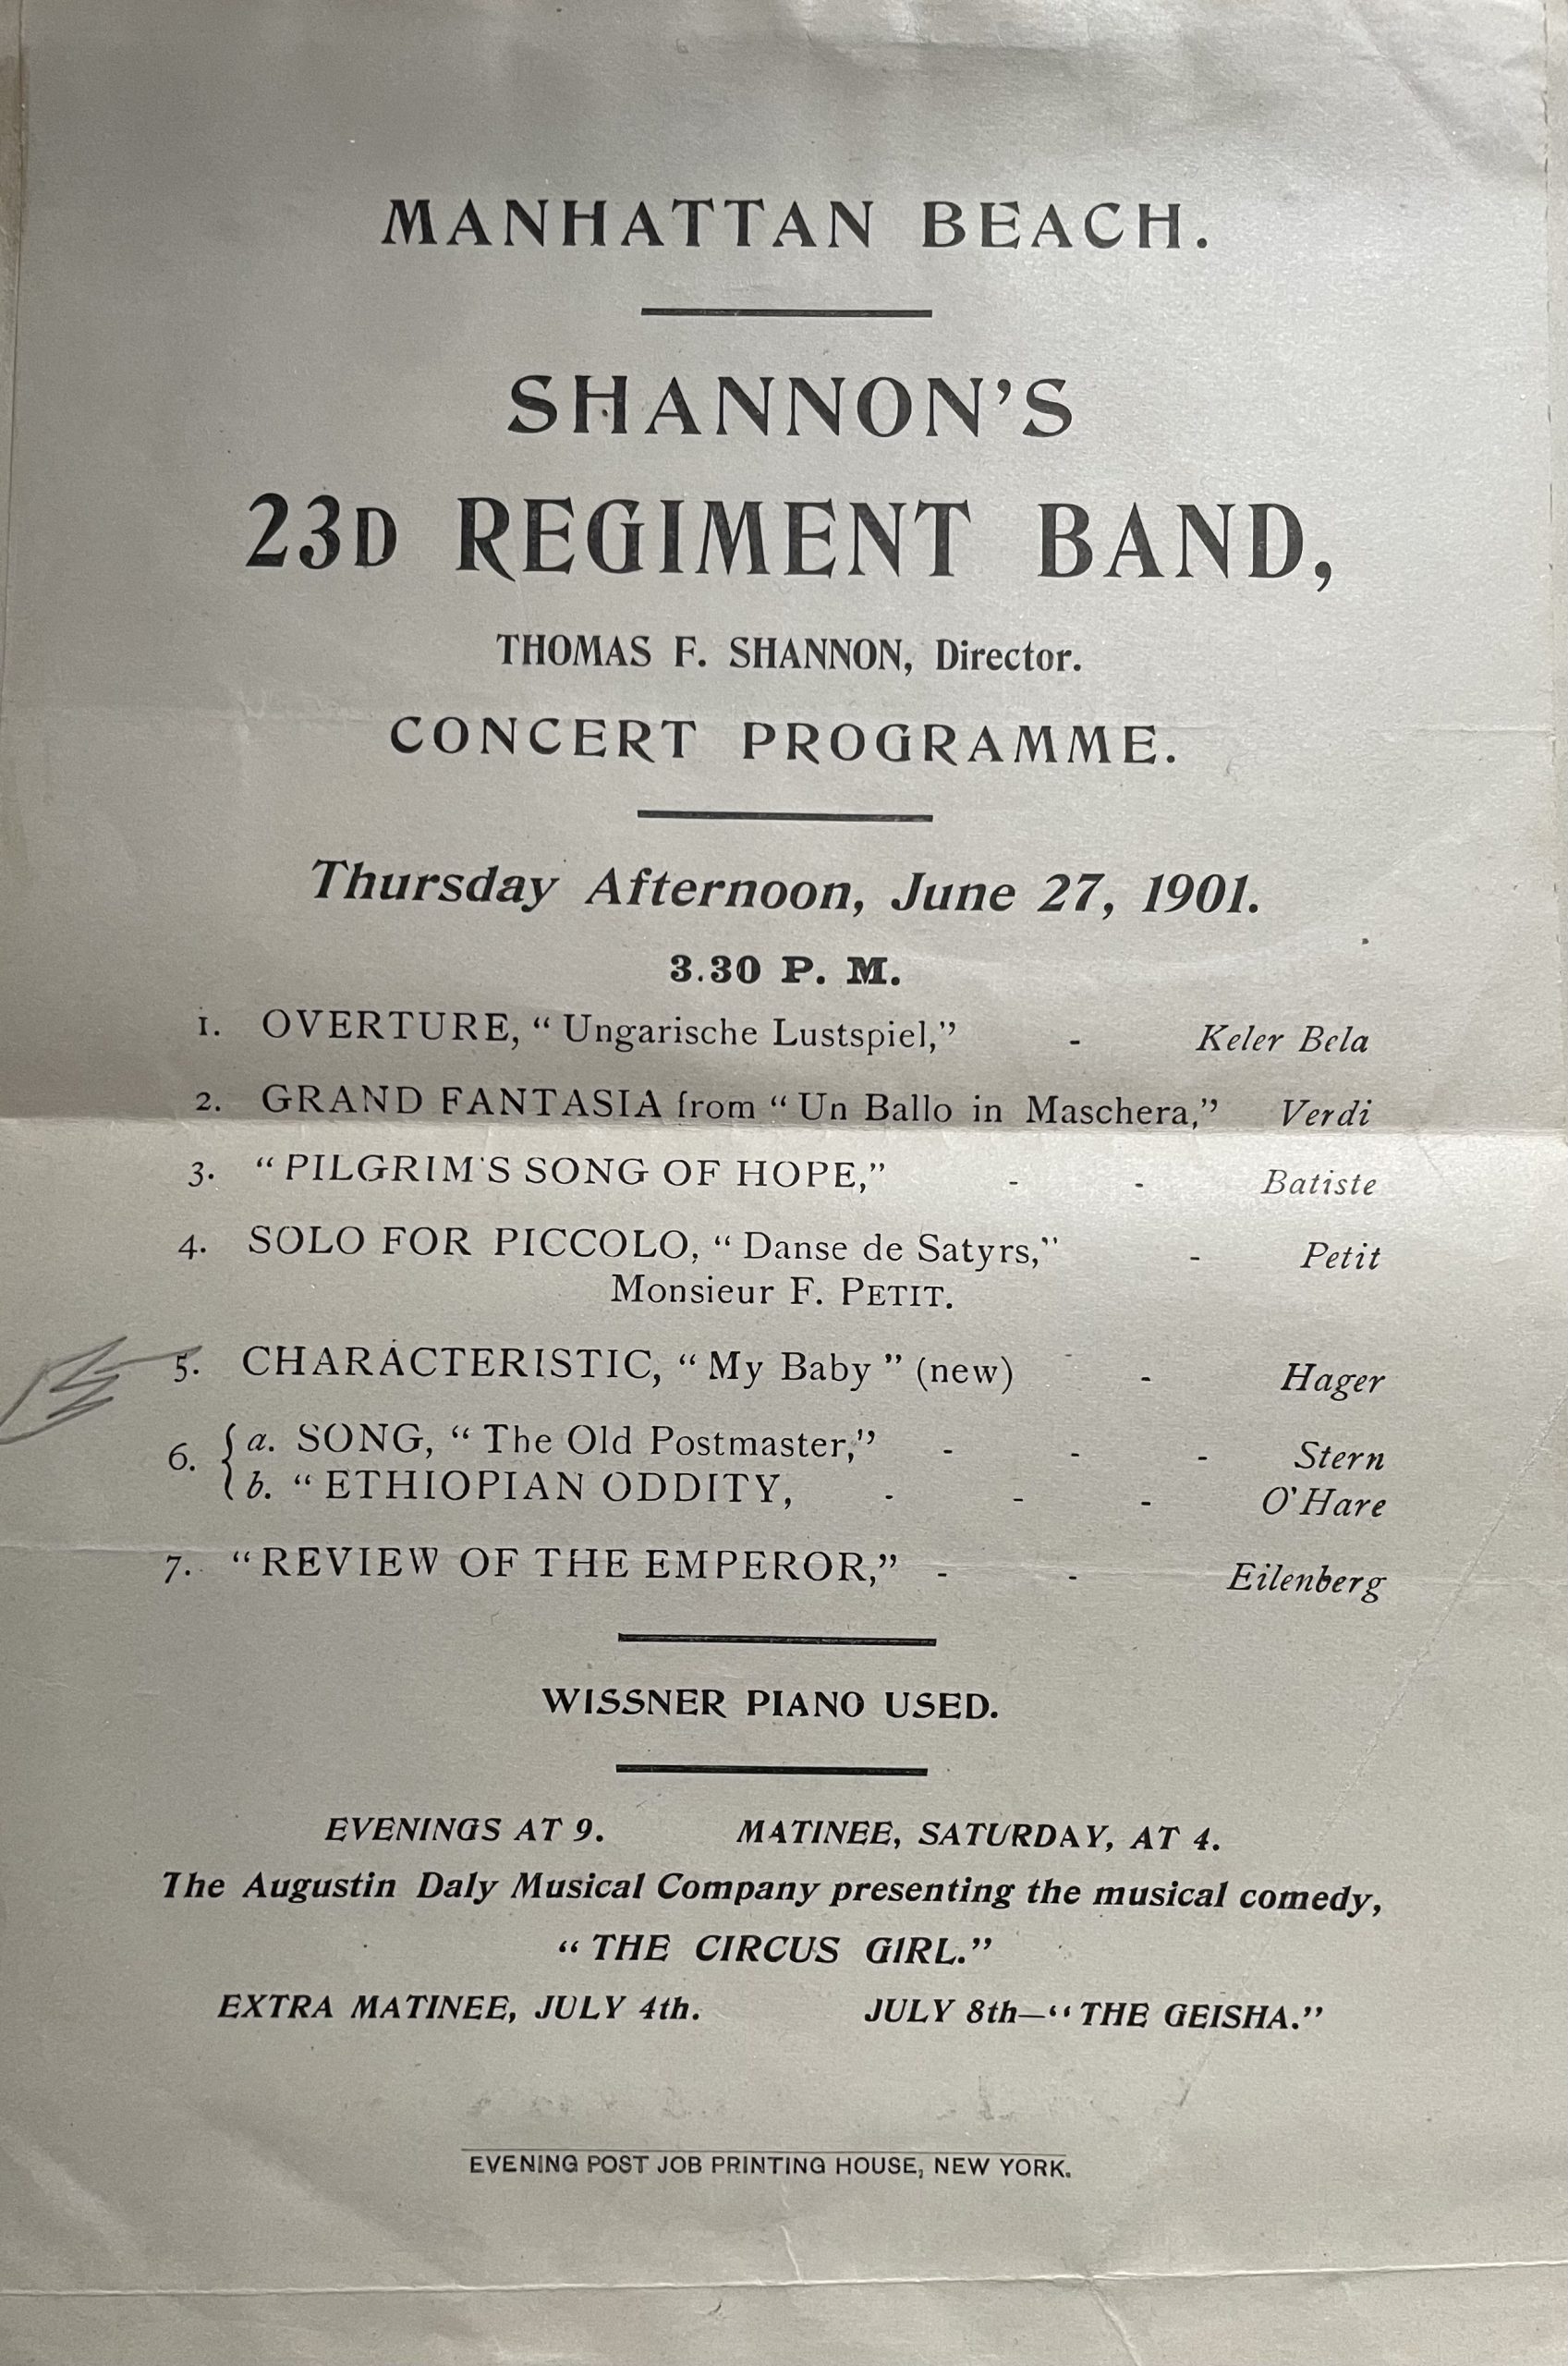 MANHATTAN BEACH.
SHANNON'S
23D REGIMENT BAND,
THOMAS F. SHANNON, Director.
CONCERT PROGRAMME.
Thursday Afternoon, June 27, 1901.
3.30 P. M.
1. OVERTURE, "Ungarische Lustspiel," - Keler Bela
2. GRAND FANTASIA from "Un Ballo in Maschera," Verdi
3. "PILGRIM'S SONG OF HOPE," - - Batiste
4. SOLO FOR PICCOLO, "Danse de Satyrs," - Petit
Monsieur F. PETIT.
5. CHARACTERISTIC, "My Baby" (new) - - Hager
6. { a. SONG, "The Old Postmaster," - - - Stern
b. "ETHIOPIAN ODDITY, - - - O'Hare
7. "REVIEW OF THE EMPEROR," - - Eilenberg
WISSNER PIANO USED.
EVENINGS AT 9. MATINEE, SATURDAY, AT 4.
The Augustin Daly Musical Company presenting the musical comedy,
"THE CIRCUS GIRL."
EXTRA MATINEE, JULY 4th. JULY 8th—"THE GEISHA."
EVENING POST JOB PRINTING HOUSE, NEW YORK.